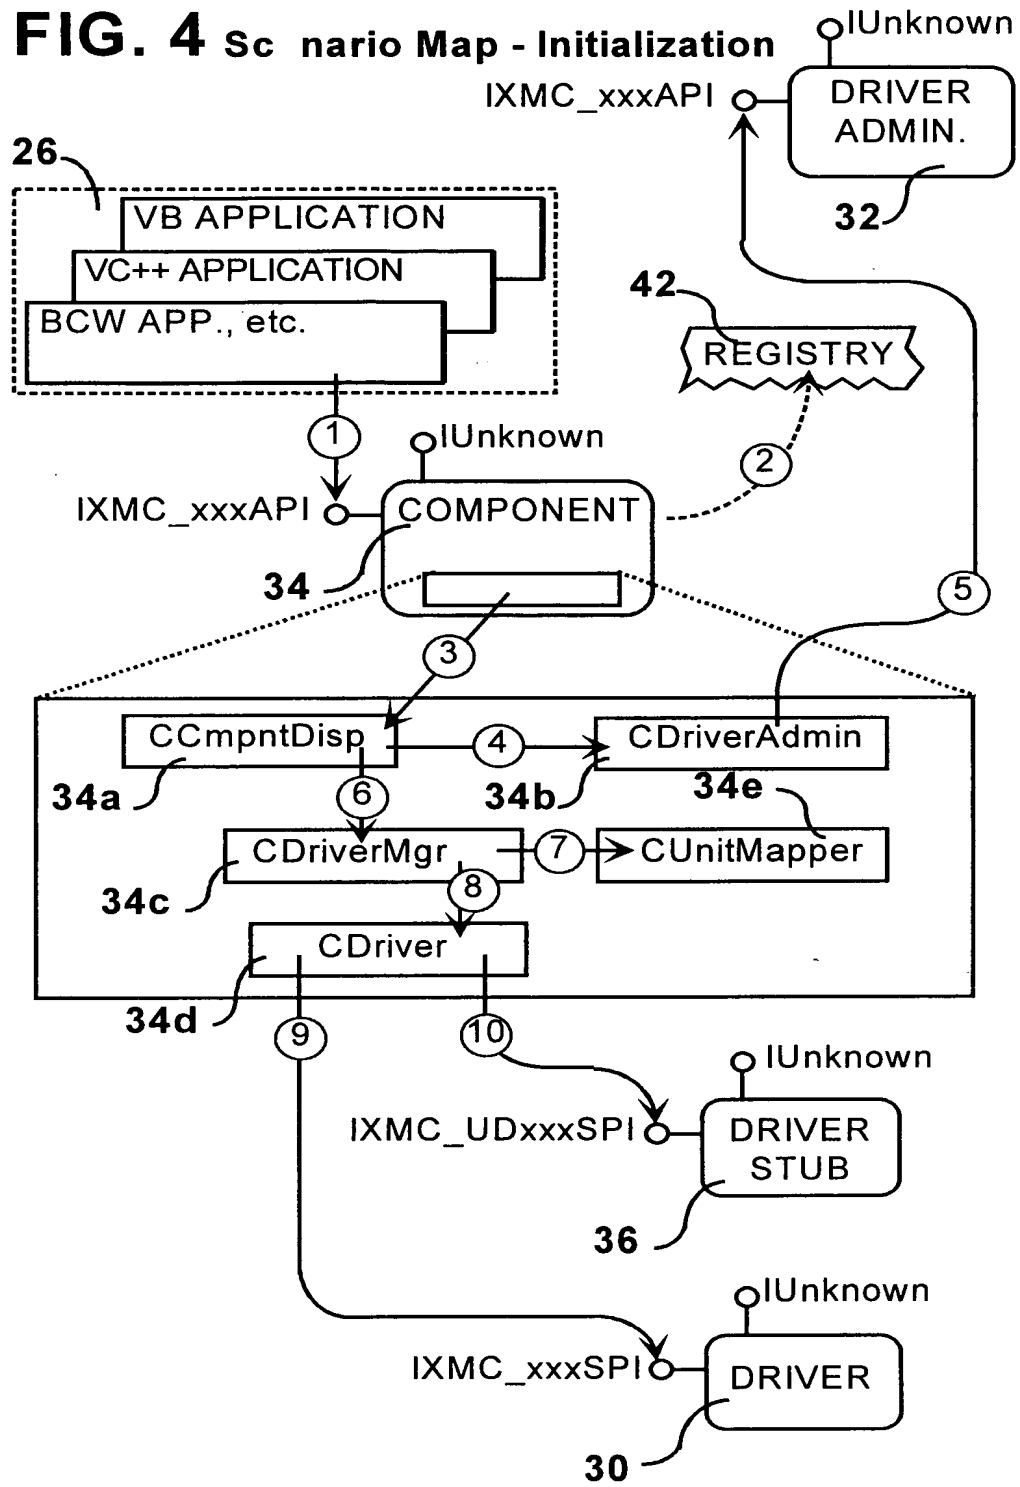 FIG. 4 Sc nario Map - Initialization
IUnknown
IXMC_xxxAPI
DRIVER
ADMIN.
32
26
VB APPLICATION
VC++ APPLICATION
BCW APP., etc.
42
REGISTRY
1
2
IUnknown
IXMC_xxxAPI
COMPONENT
34
5
3
CCmpntDisp
4
CDriverAdmin
34a
34b
34e
6
CDriverMgr
7
CUnitMapper
34c
8
CDriver
34d
9
10
IUnknown
IXMC_UDxxxSPI
DRIVER
STUB
36
IUnknown
IXMC_xxxSPI
DRIVER
30